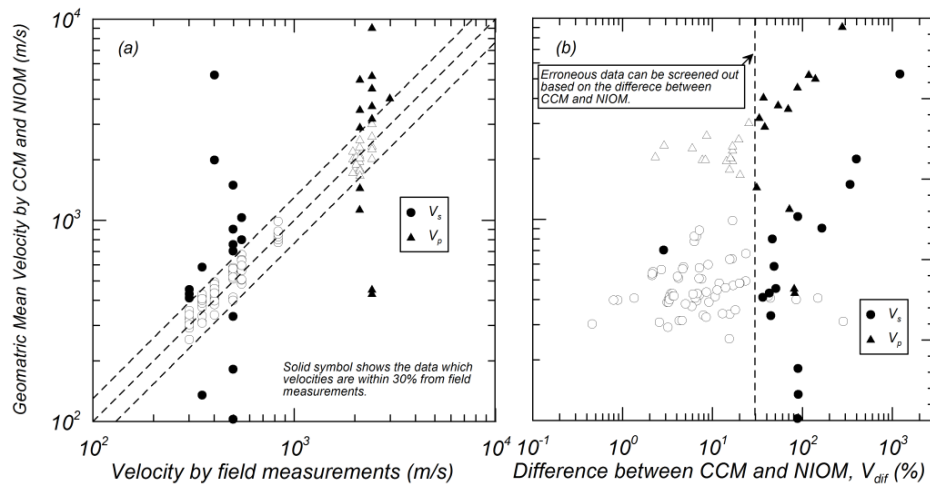 Geomatric Mean Velocity by CCM and NIOM (m/s)
10^4
10^3
10^2
(a)
V_s
V_p
Solid symbol shows the data which
velocities are within 30% from field
measurements.
10^2
10^3
10^4
Velocity by field measurements (m/s)
(b)
Erroneous data can be screened out
based on the difference between
CCM and NIOM.
V_s
V_p
10^-1
10^0
10^1
10^2
10^3
Difference between CCM and NIOM, V_dif (%)